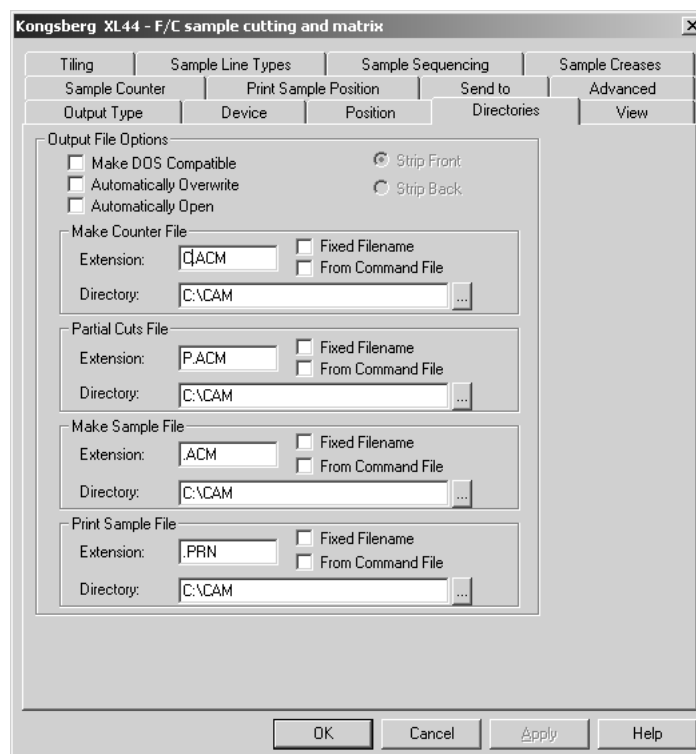 Kongsberg XL44 - F/C sample cutting and matrix
Tiling Sample Line Types Sample Sequencing Sample Creases
Sample Counter Print Sample Position Send to Advanced
Output Type Device Position Directories View
Output File Options
Make DOS Compatible Strip Front
Automatically Overwrite Strip Back
Automatically Open
Make Counter File
Extension: C.ACM Fixed Filename
From Command File
Directory: C:\CAM ...
Partial Cuts File
Extension: P.ACM Fixed Filename
From Command File
Directory: C:\CAM ...
Make Sample File
Extension: .ACM Fixed Filename
From Command File
Directory: C:\CAM ...
Print Sample File
Extension: .PRN Fixed Filename
From Command File
Directory: C:\CAM ...
OK Cancel Apply Help